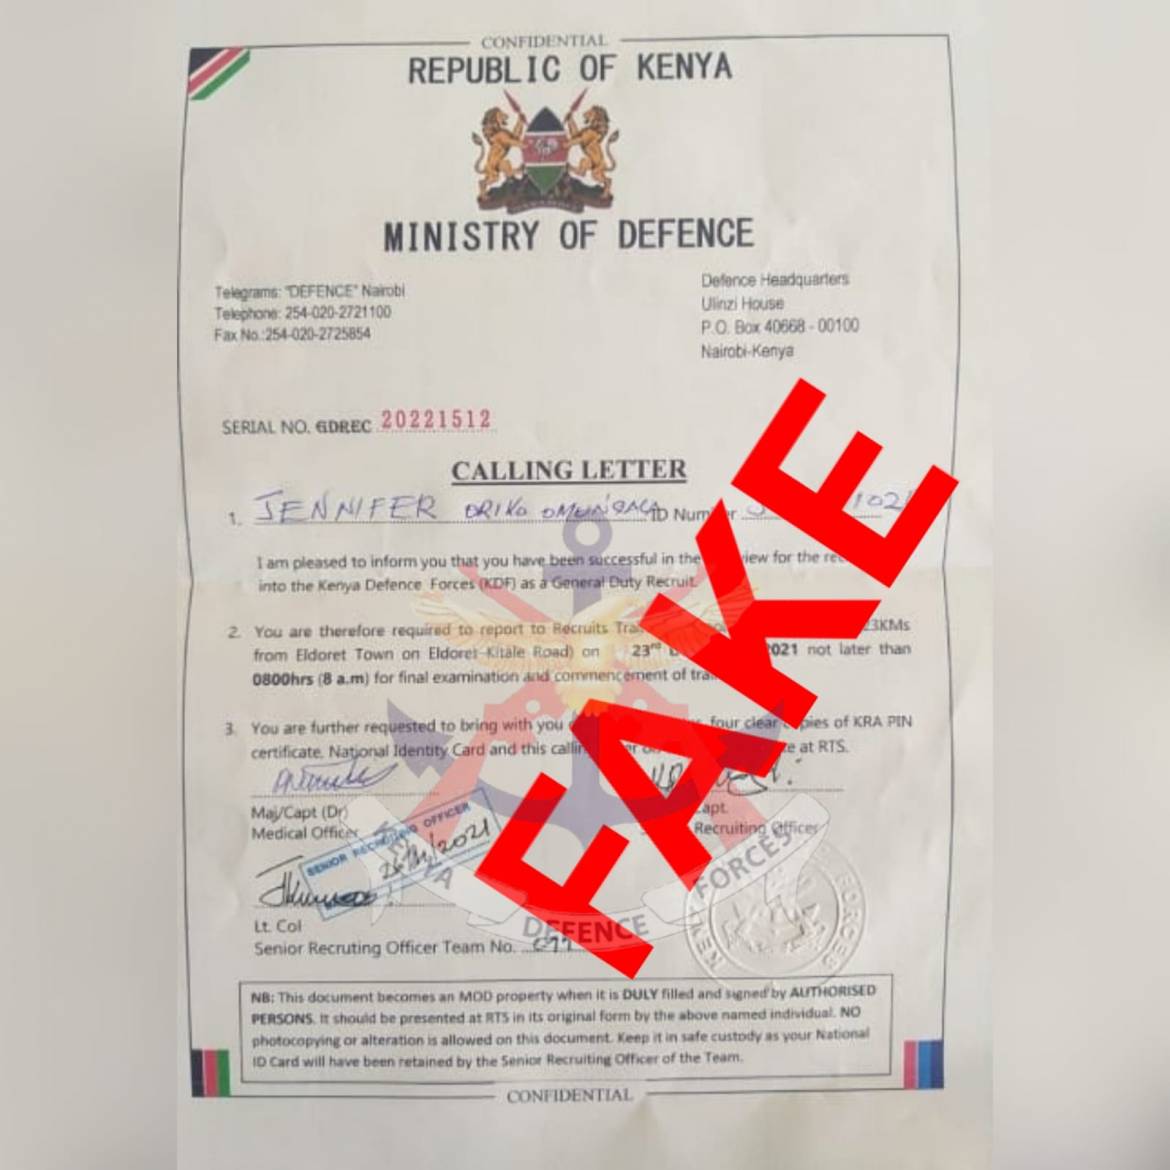 CONFIDENTIAL
REPUBLIC OF KENYA
MINISTRY OF DEFENCE
Telegrams: "DEFENCE" Nairobi
Telephone: 254-020-2721100
Fax No.:254-020-2725854
Defence Headquarters
Ulinzi House
P.O. Box 40668 - 00100
Nairobi-Kenya
SERIAL NO. GDREC 20221512
CALLING LETTER
1. JENNIFER ID Number
I am pleased to inform you that you have been successful in the for the
into the Kenya Defence Forces (KDF) as a General Duty Recruit.
2. You are therefore required to report to Recruits 23KMs
from Eldoret Town on Eldoret-Kitale Road) on 23rd 2021 not later than
0800hrs (8 a.m) for final examination and commencement of
3. You are further requested to bring with you four clear copies of KRA PIN
certificate, National Identity Card and this at RTS.
Maj/Capt (Dr)
Medical Officer
Capt.
Recruiting Officer
SENIOR RECRUITING OFFICER
Lt. Col
Senior Recruting Officer Team No.
KENYA DEFENCE FORCES
FAKE
NB: This document becomes an MOD property when it is DULY filled and signed by AUTHORISED
PERSONS. It should be presented at RTS in its original form by the above named individual. NO
photocopying or alteration is allowed on this document. Keep it in safe custody as your National
ID Card will have been retained by the Senior Recruiting Officer of the Team.
CONFIDENTIAL